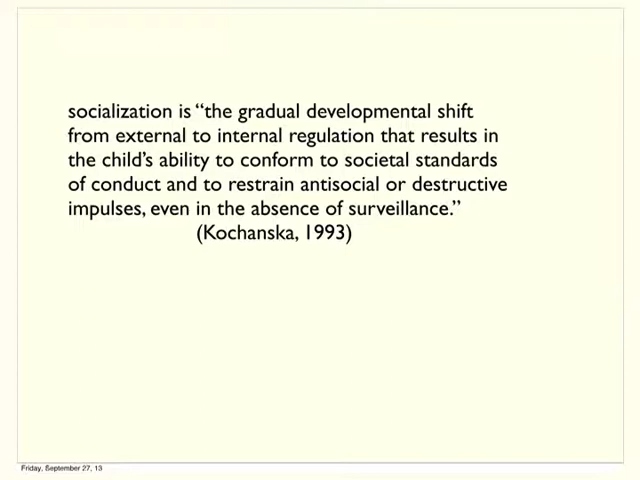 socialization is “the gradual developmental shift
from external to internal regulation that results in
the child’s ability to conform to societal standards
of conduct and to restrain antisocial or destructive
impulses, even in the absence of surveillance.”
(Kochanska, 1993)
Friday, September 27, 13